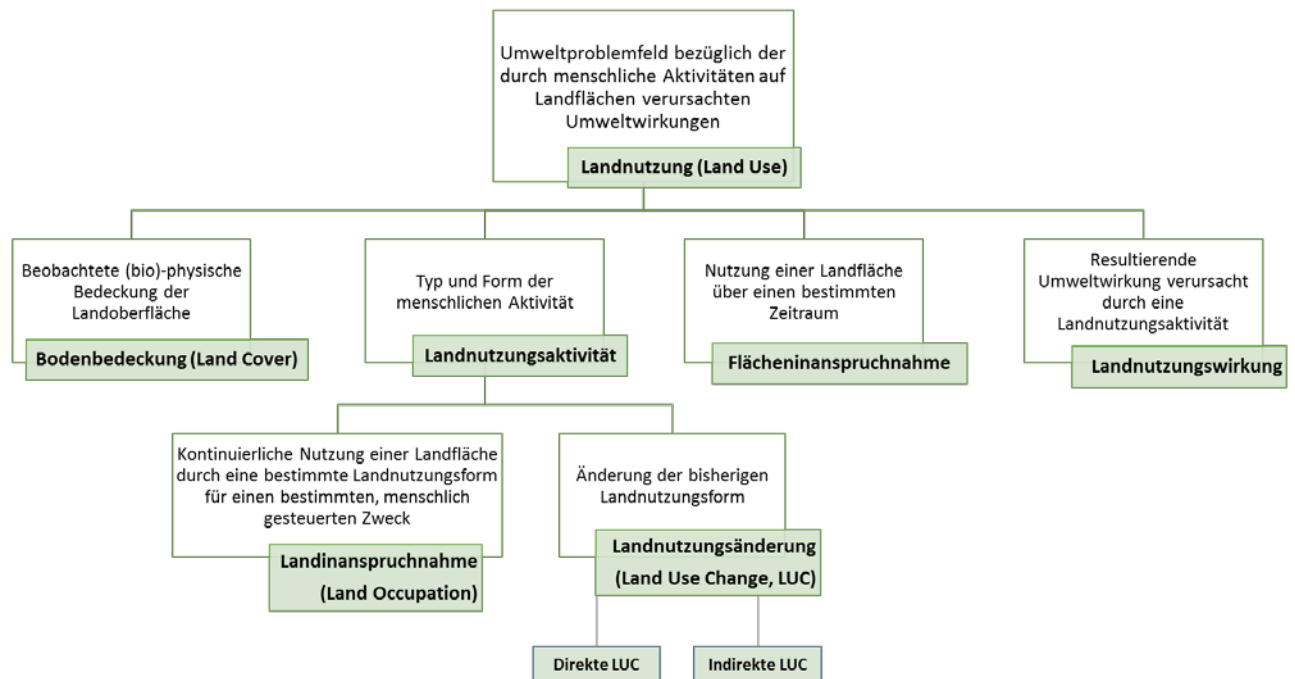 Umweltproblemfeld bezüglich der
durch menschliche Aktivitäten auf
Landflächen verursachten
Umweltwirkungen
Landnutzung (Land Use)
Beobachtete (bio)-physische
Bedeckung der
Landoberfläche
Bodenbedeckung (Land Cover)
Typ und Form der
menschlichen Aktivität
Landnutzungsaktivität
Nutzung einer Landfläche
über einen bestimmten
Zeitraum
Flächeninanspruchnahme
Resultierende
Umweltwirkung verursacht
durch eine
Landnutzungsaktivität
Landnutzungswirkung
Kontinuierliche Nutzung einer Landfläche
durch eine bestimmte Landnutzungsform
für einen bestimmten, menschlich
gesteuerten Zweck
Landinanspruchnahme
(Land Occupation)
Änderung der bisherigen
Landnutzungsform
Landnutzungsänderung
(Land Use Change, LUC)
Direkte LUC
Indirekte LUC